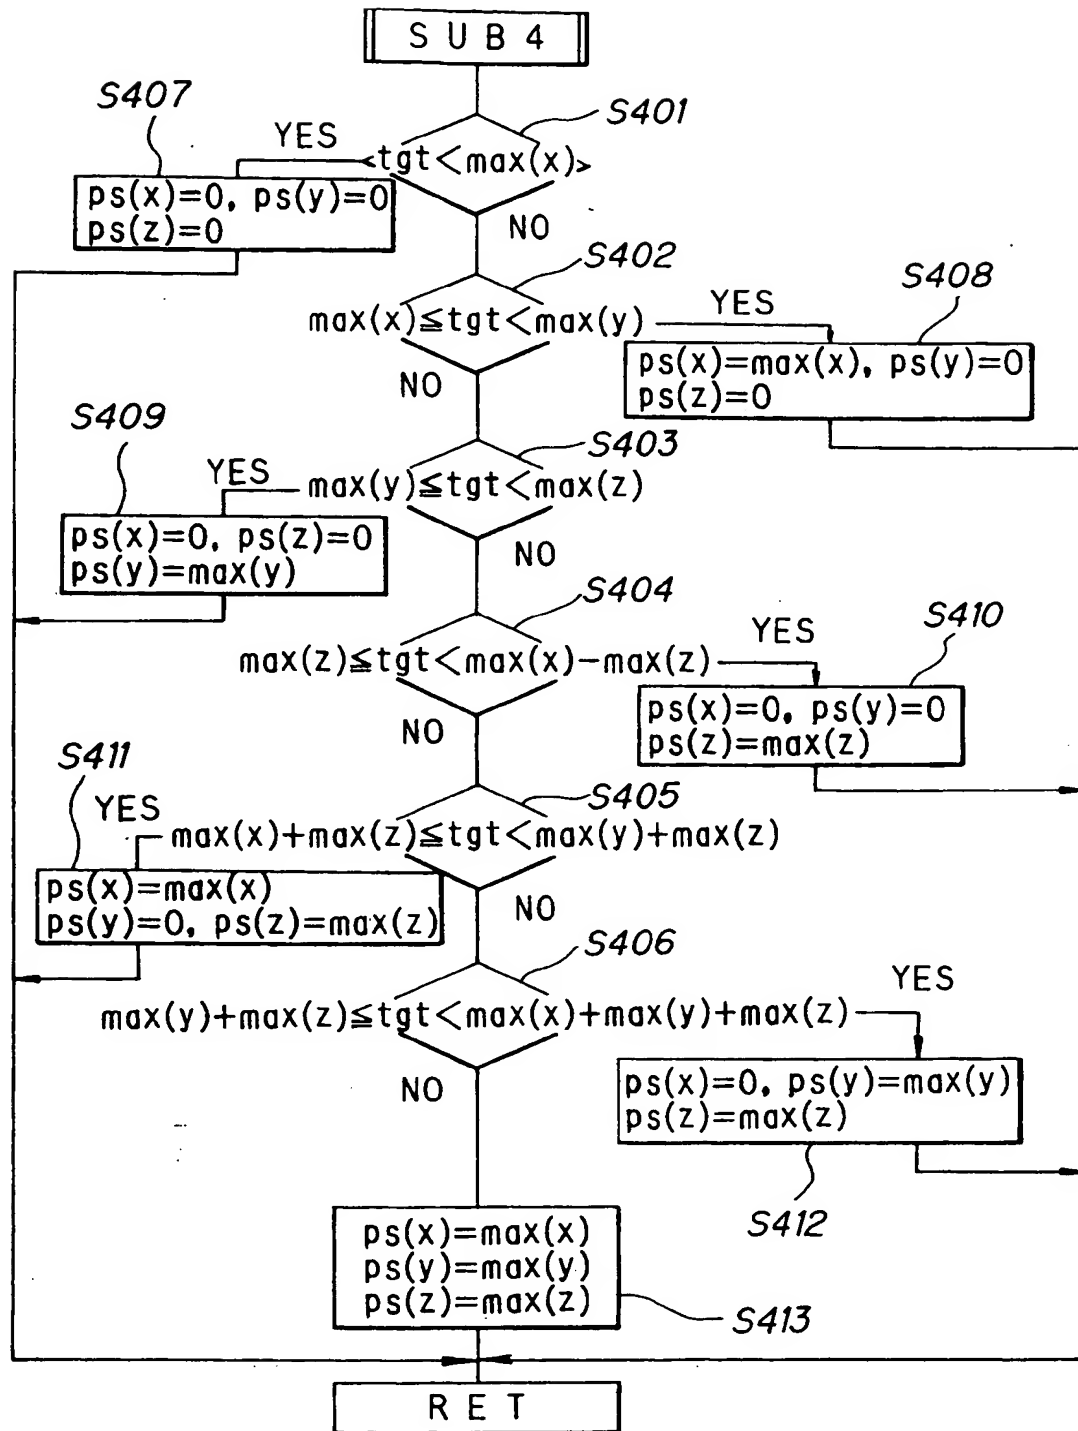 SUB4
S407
S401
YES
tgt<max(x)
ps(x)=0, ps(y)=0
ps(z)=0
NO
S402
S408
YES
max(x)≦tgt<max(y)
ps(x)=max(x), ps(y)=0
ps(z)=0
NO
S409
S403
YES
max(y)≦tgt<max(z)
ps(x)=0, ps(z)=0
ps(y)=max(y)
NO
S404
S410
YES
max(z)≦tgt<max(x)-max(z)
ps(x)=0, ps(y)=0
ps(z)=max(z)
NO
S411
S405
YES
max(x)+max(z)≦tgt<max(y)+max(z)
ps(x)=max(x)
ps(y)=0, ps(z)=max(z)
NO
S406
YES
max(y)+max(z)≦tgt<max(x)+max(y)+max(z)
ps(x)=0, ps(y)=max(y)
ps(z)=max(z)
NO
S412
ps(x)=max(x)
ps(y)=max(y)
ps(z)=max(z)
S413
RET